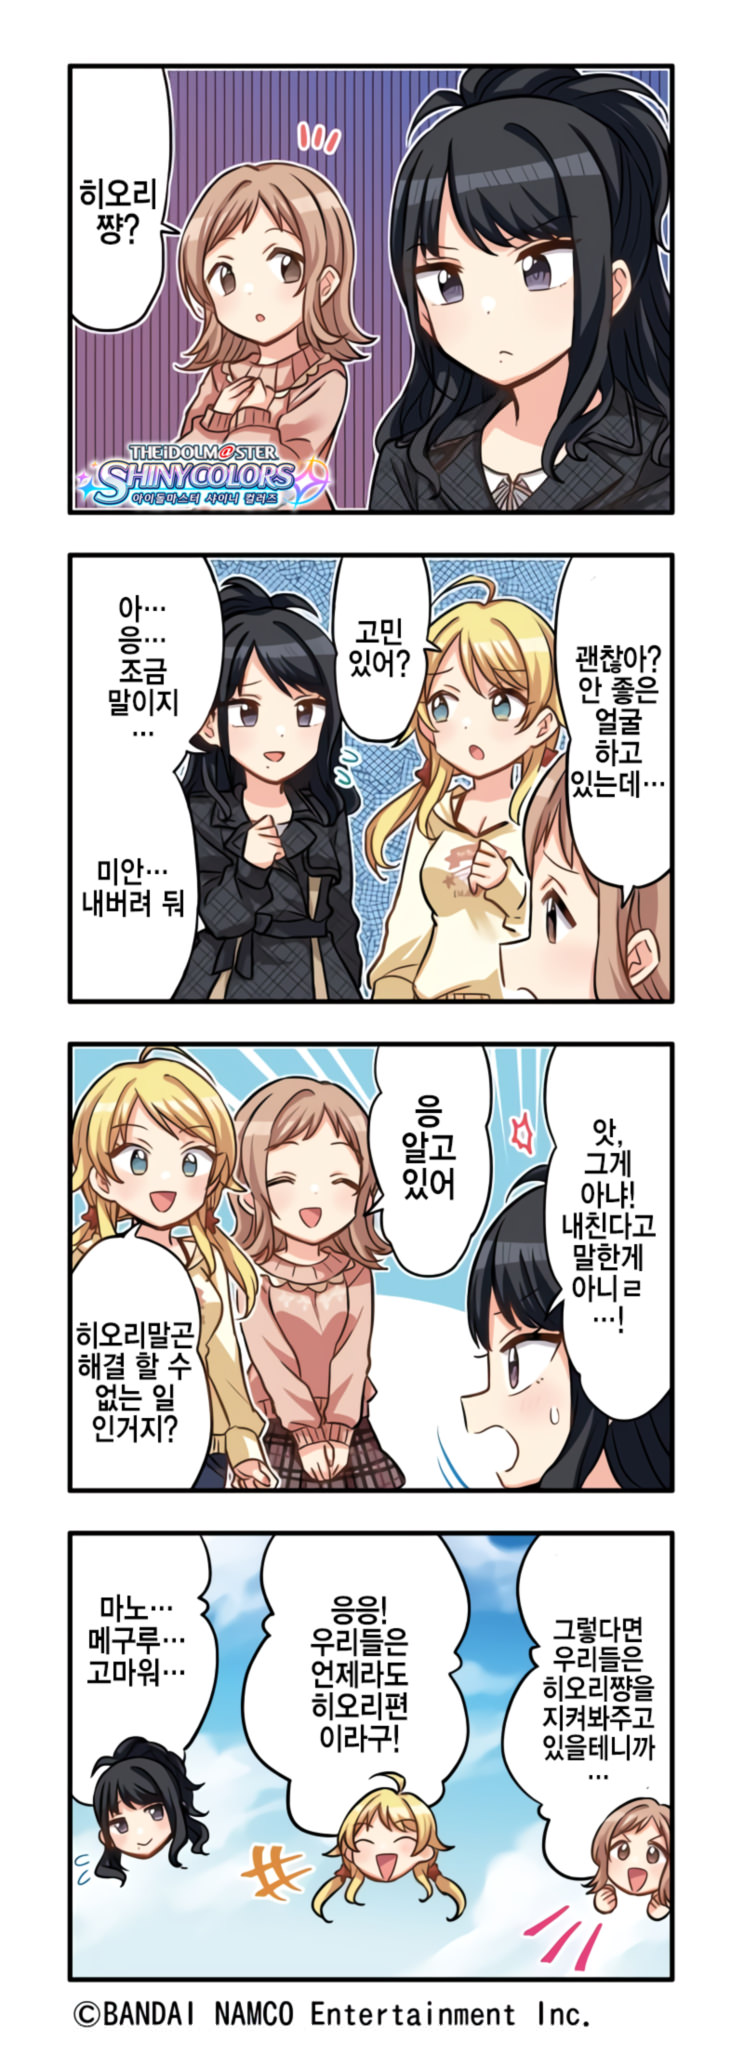 히오리
쨩?
THE iDOLM@STER
SHINYCOLORS
아이돌마스터 샤이니 컬러즈
괜찮아?
안 좋은
얼굴
하고
있는데…
고민
있어?
아…
응…
조금
말이지
…
미안…
내버려 둬
앗,
그게
아냐!
내친다고
말한게
아니ㄹ
…!
응
알고
있어
히오리말곤
해결 할 수
없는 일
인거지?
그렇다면
우리들은
히오리쨩을
지켜봐주고
있을테니까
…
응응!
우리들은
언제라도
히오리편
이라구!
마노…
메구루…
고마워…
©BANDAI NAMCO Entertainment Inc.